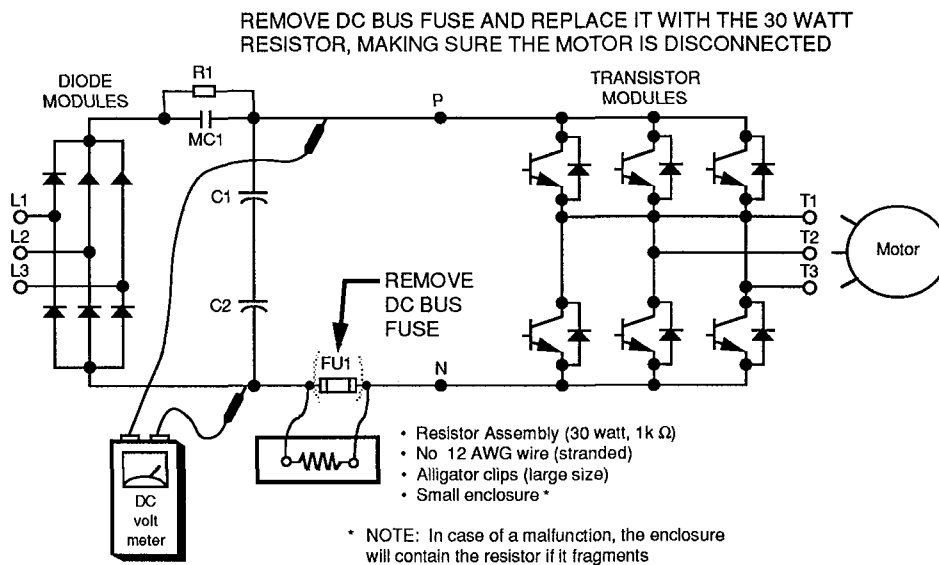 REMOVE DC BUS FUSE AND REPLACE IT WITH THE 30 WATT
RESISTOR, MAKING SURE THE MOTOR IS DISCONNECTED
DIODE
MODULES
R1
MC1
P
TRANSISTOR
MODULES
C1
L1
L2
L3
T1
T2
T3
Motor
C2
REMOVE
DC BUS
FUSE
FU1
N
• Resistor Assembly (30 watt, 1k Ω)
• No 12 AWG wire (stranded)
• Alligator clips (large size)
• Small enclosure *
DC
volt
meter
* NOTE: In case of a malfunction, the enclosure
will contain the resistor if it fragments